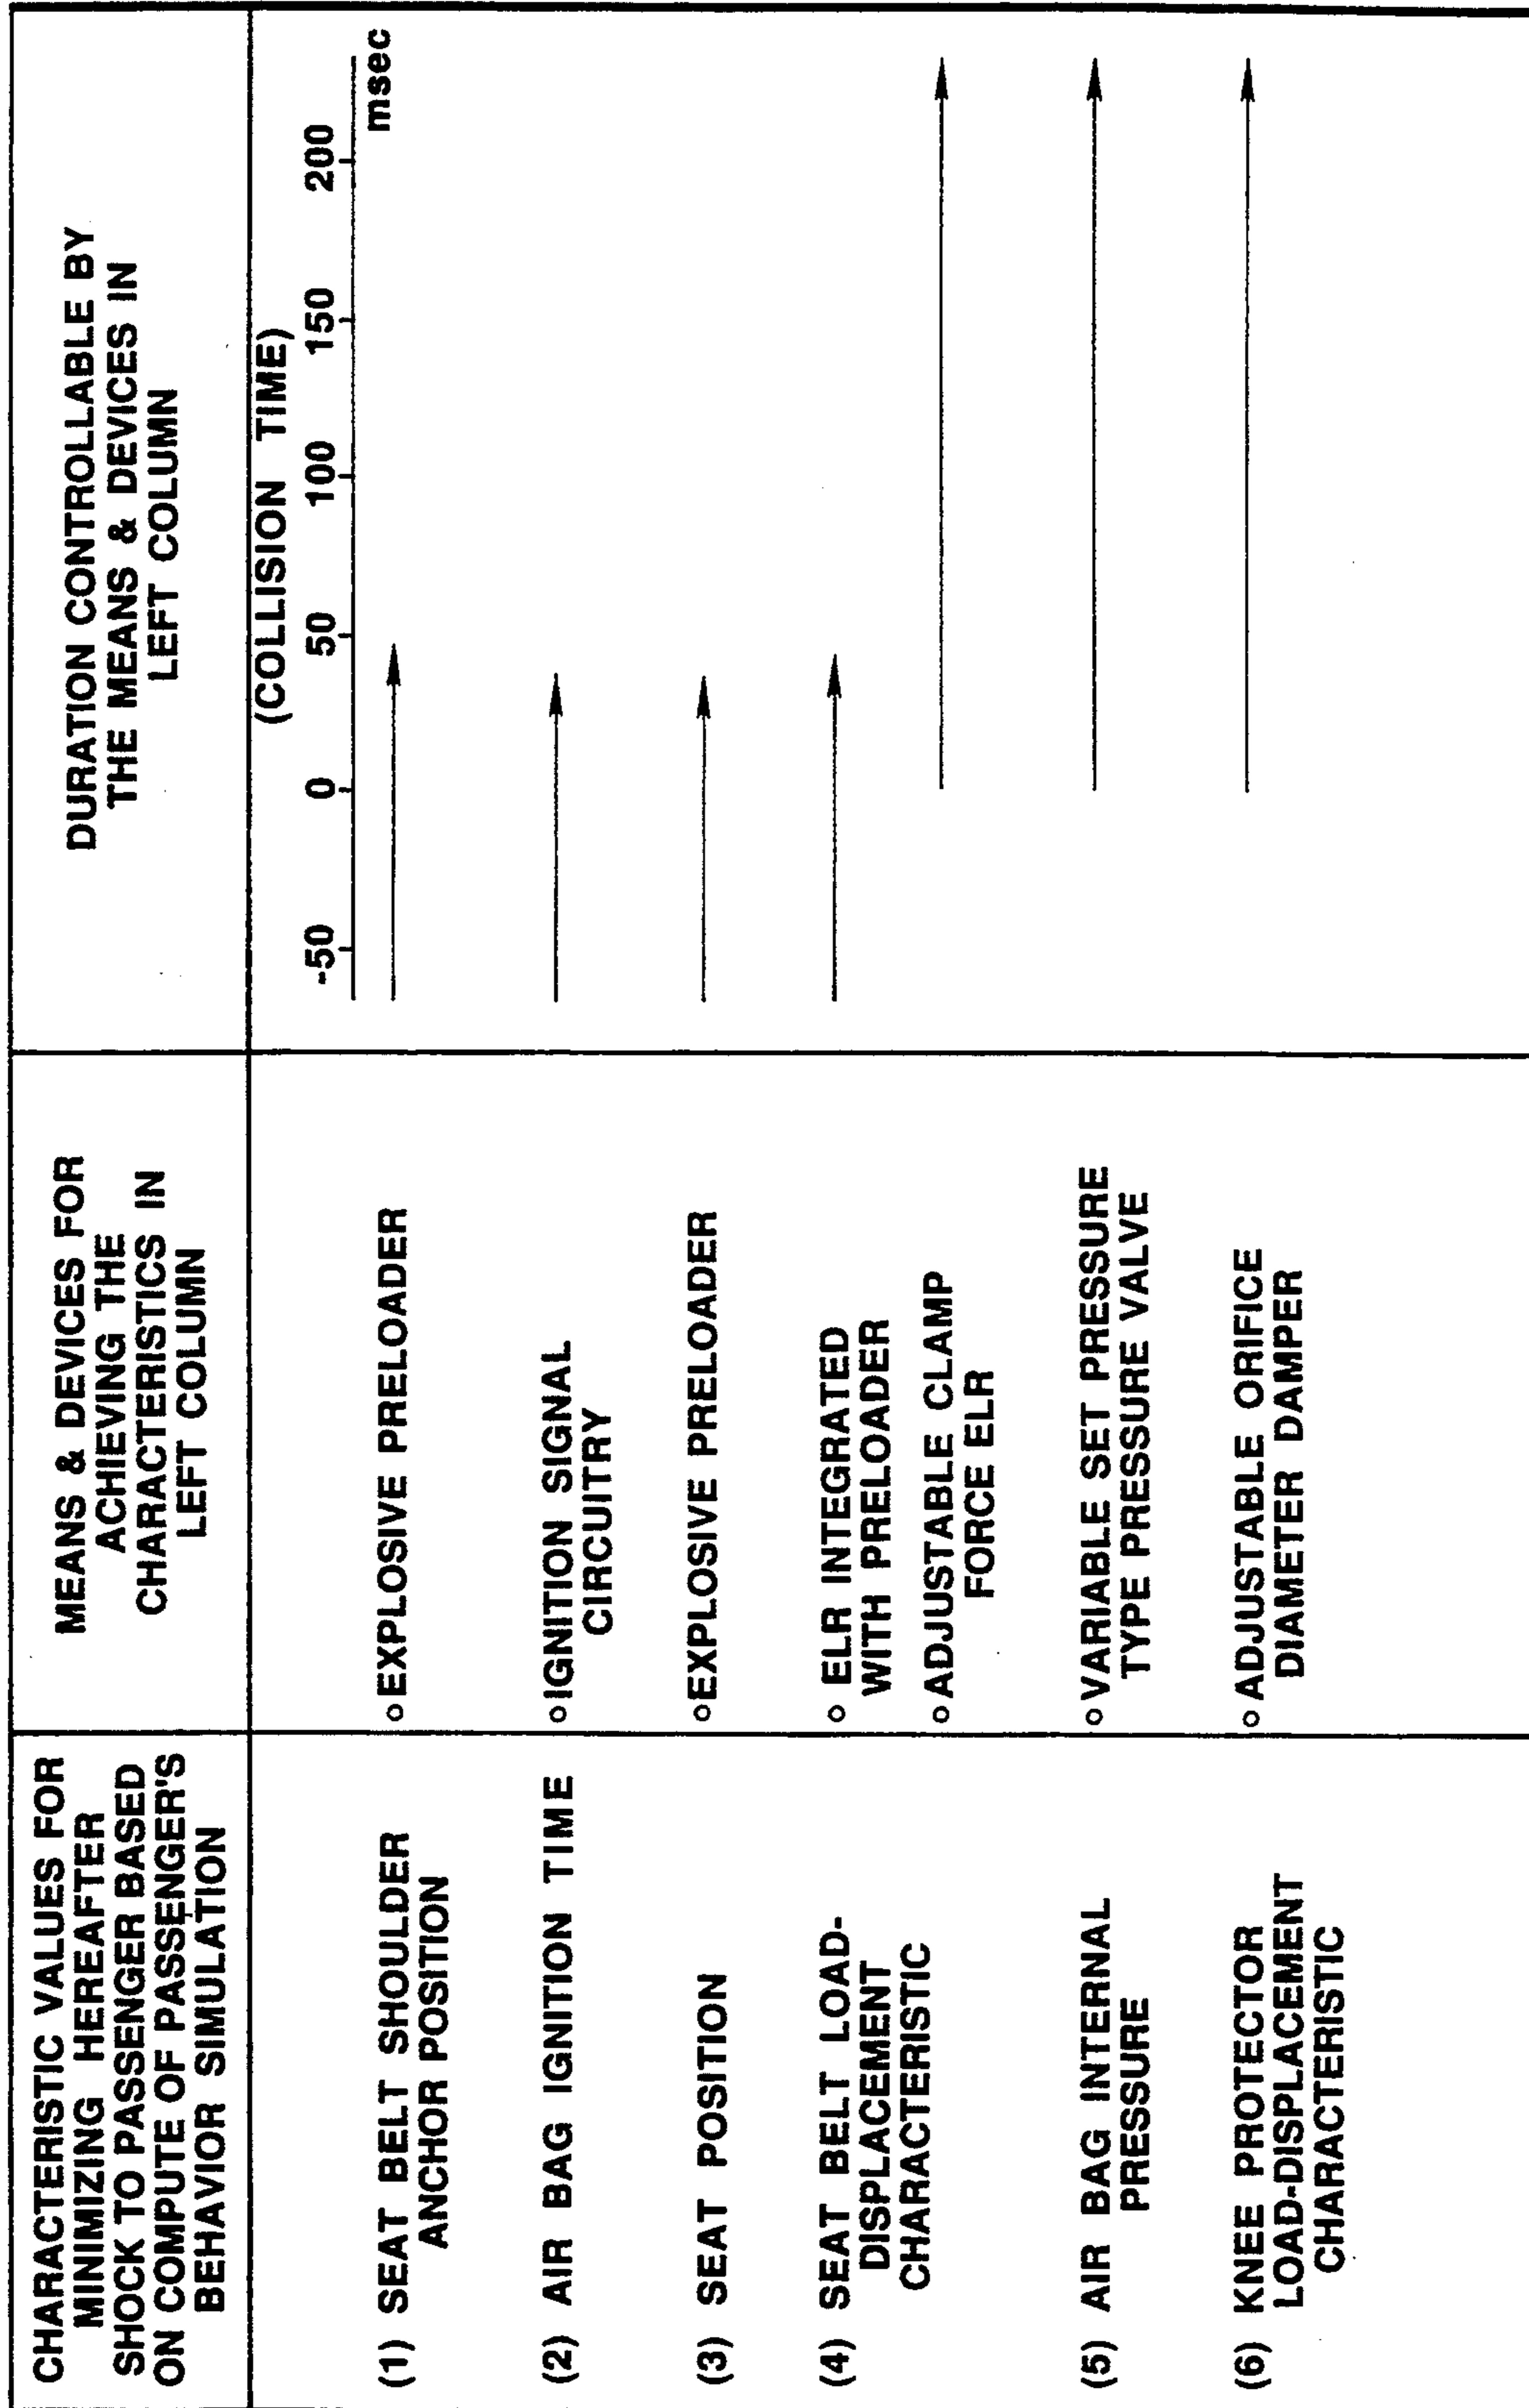 CHARACTERISTIC VALUES FOR
MINIMIZING HEREAFTER
SHOCK TO PASSENGER BASED
ON COMPUTE OF PASSENGER'S
BEHAVIOR SIMULATION
MEANS & DEVICES FOR
ACHIEVING THE
CHARACTERISTICS IN
LEFT COLUMN
DURATION CONTROLLABLE BY
THE MEANS & DEVICES IN
LEFT COLUMN
(COLLISION TIME)
-50 0 50 100 150 200
msec
(1) SEAT BELT SHOULDER
ANCHOR POSITION
○ EXPLOSIVE PRELOADER
(2) AIR BAG IGNITION TIME
○ IGNITION SIGNAL
CIRCUITRY
(3) SEAT POSITION
○ EXPLOSIVE PRELOADER
(4) SEAT BELT LOAD-
DISPLACEMENT
CHARACTERISTIC
○ ELR INTEGRATED
WITH PRELOADER
○ ADJUSTABLE CLAMP
FORCE ELR
(5) AIR BAG INTERNAL
PRESSURE
○ VARIABLE SET PRESSURE
TYPE PRESSURE VALVE
(6) KNEE PROTECTOR
LOAD-DISPLACEMENT
CHARACTERISTIC
○ ADJUSTABLE ORIFICE
DIAMETER DAMPER